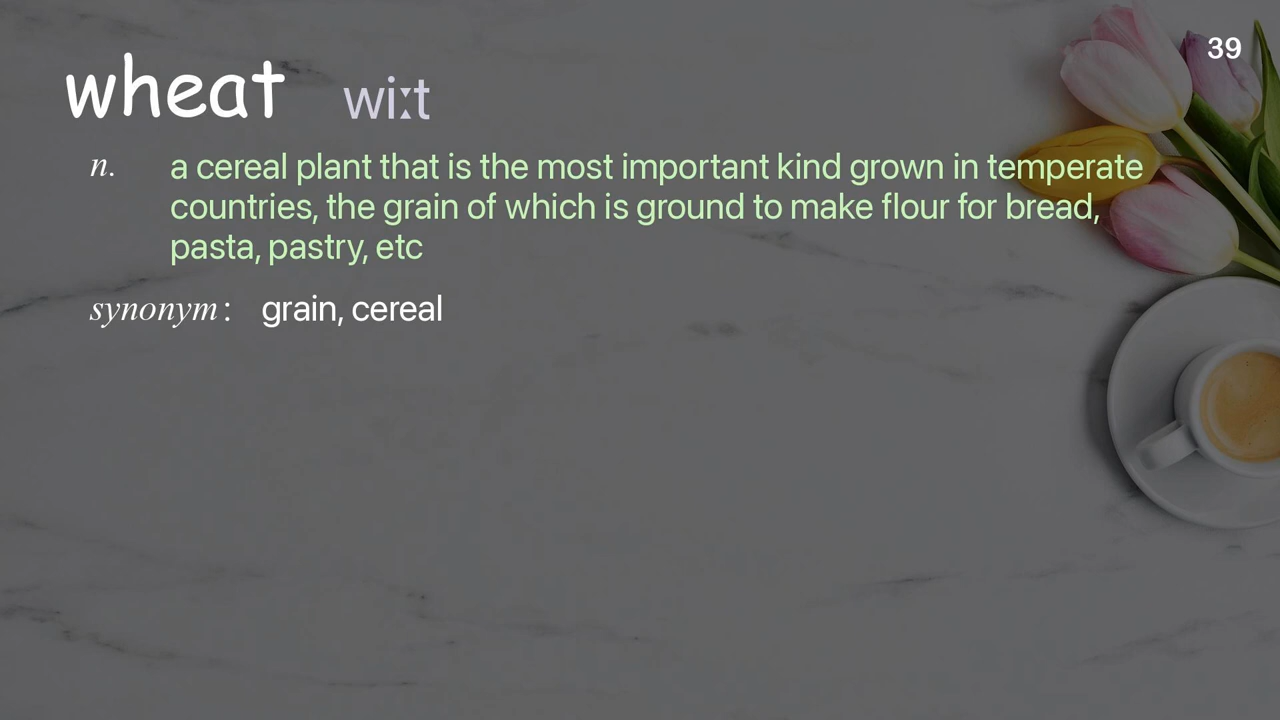 39
wheat wiːt
n. a cereal plant that is the most important kind grown in temperate
countries, the grain of which is ground to make flour for bread,
pasta, pastry, etc
synonym: grain, cereal